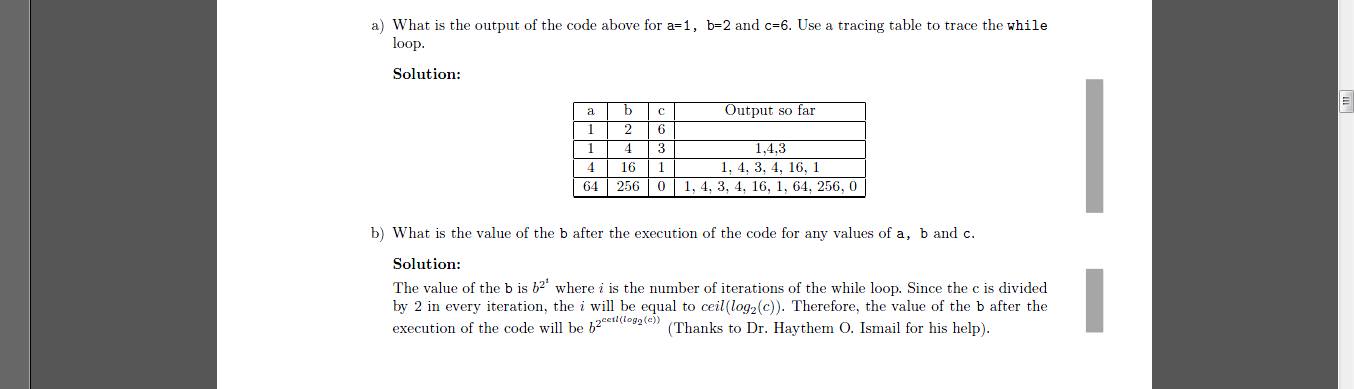 a) What is the output of the code above for a=1, b=2 and c=6. Use a tracing table to trace the while
loop.
Solution:
a b c Output so far
1 2 6
1 4 3 1,4,3
4 16 1 1, 4, 3, 4, 16, 1
64 256 0 1, 4, 3, 4, 16, 1, 64, 256, 0
b) What is the value of the b after the execution of the code for any values of a, b and c.
Solution:
The value of the b is b^{2^i} where i is the number of iterations of the while loop. Since the c is divided
by 2 in every iteration, the i will be equal to ceil(log_2(c)). Therefore, the value of the b after the
execution of the code will be b^{2^{ceil(log_2(c))}} (Thanks to Dr. Haythem O. Ismail for his help).